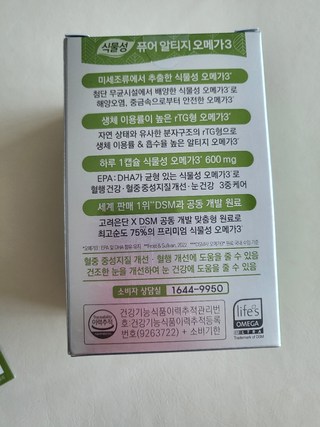 식물성 퓨어 알티지 오메가3
미세조류에서 추출한 식물성 오메가3*
첨단 무균시설에서 배양한 식물성 오메가3*로
해양오염, 중금속으로부터 안전한 오메가3*
생체 이용률이 높은 rTG형 오메가3*
자연 상태와 유사한 분자구조의 rTG형으로
생체 이용률 & 흡수율 높은 알티지 오메가3*
하루 1캡슐 식물성 오메가3* 600 mg
EPA와 DHA가 균형 있는 식물성 오메가3*로
혈행건강·혈중중성지질개선·눈건강 3중케어
세계 판매 1위**DSM과 공동 개발 원료
고려은단 X DSM 공동 개발 맞춤형 원료로
최고순도 75%의 프리미엄 식물성 오메가3*
혈중 중성지질 개선·혈행 개선에 도움을 줄 수 있음
건조한 눈을 개선하여 눈 건강에 도움을 줄 수 있음
소비자 상담실 1644-9950
건강기능식품이력추적관리번
호:건강기능식품이력추적등록
번호(9263722) + 소비기한
이력추적
life's
OMEGA
ULTRA
Trademark of DSM